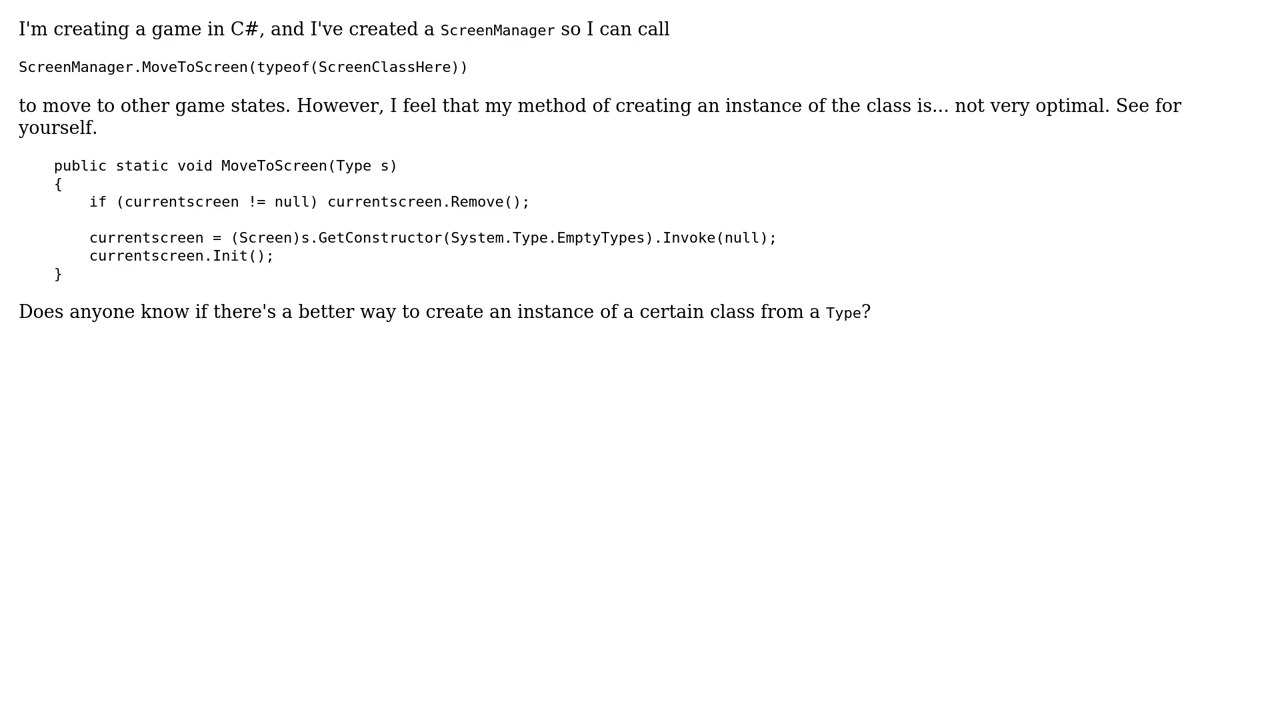 I'm creating a game in C#, and I've created a ScreenManager so I can call
ScreenManager.MoveToScreen(typeof(ScreenClassHere))
to move to other game states. However, I feel that my method of creating an instance of the class is... not very optimal. See for
yourself.
public static void MoveToScreen(Type s)
{
if (currentscreen != null) currentscreen.Remove();
currentscreen = (Screen)s.GetConstructor(System.Type.EmptyTypes).Invoke(null);
currentscreen.Init();
}
Does anyone know if there's a better way to create an instance of a certain class from a Type?